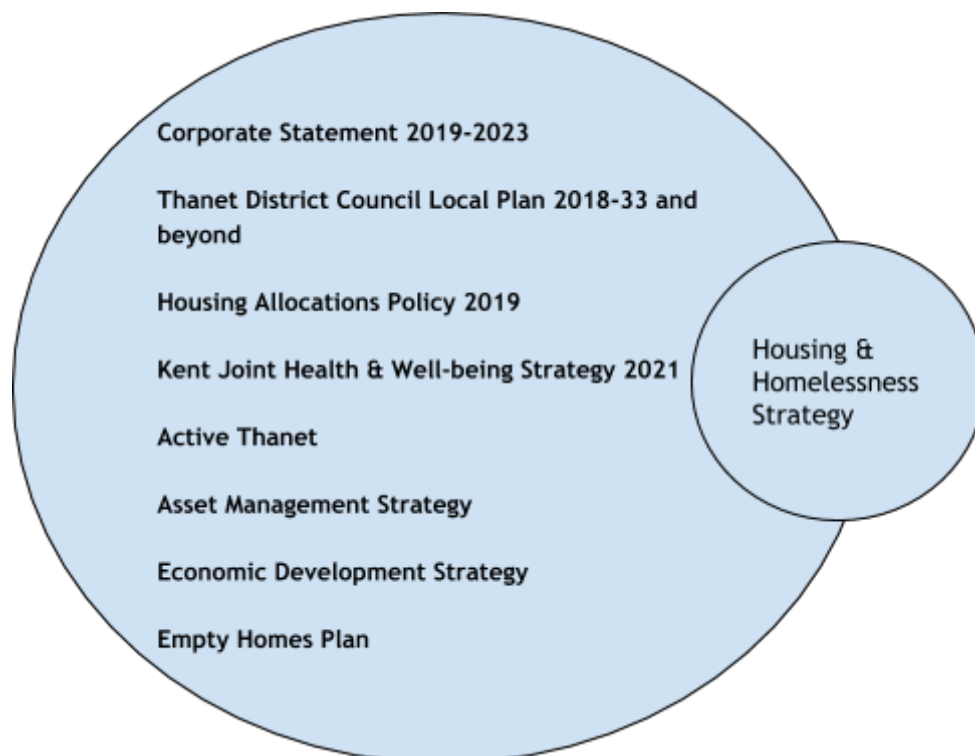 Corporate Statement 2019-2023
Thanet District Council Local Plan 2018-33 and
beyond
Housing Allocations Policy 2019
Kent Joint Health & Well-being Strategy 2021
Active Thanet
Asset Management Strategy
Economic Development Strategy
Empty Homes Plan
Housing &
Homelessness
Strategy